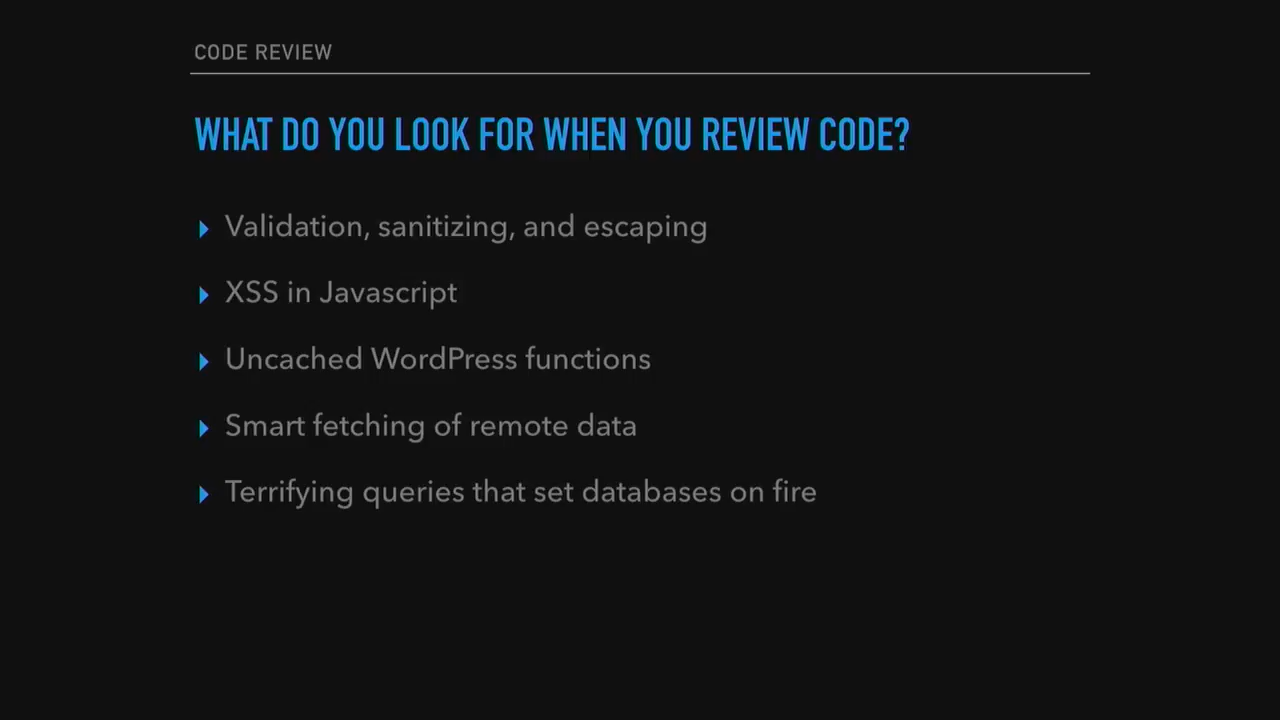 CODE REVIEW
WHAT DO YOU LOOK FOR WHEN YOU REVIEW CODE?
Validation, sanitizing, and escaping
XSS in Javascript
Uncached WordPress functions
Smart fetching of remote data
Terrifying queries that set databases on fire